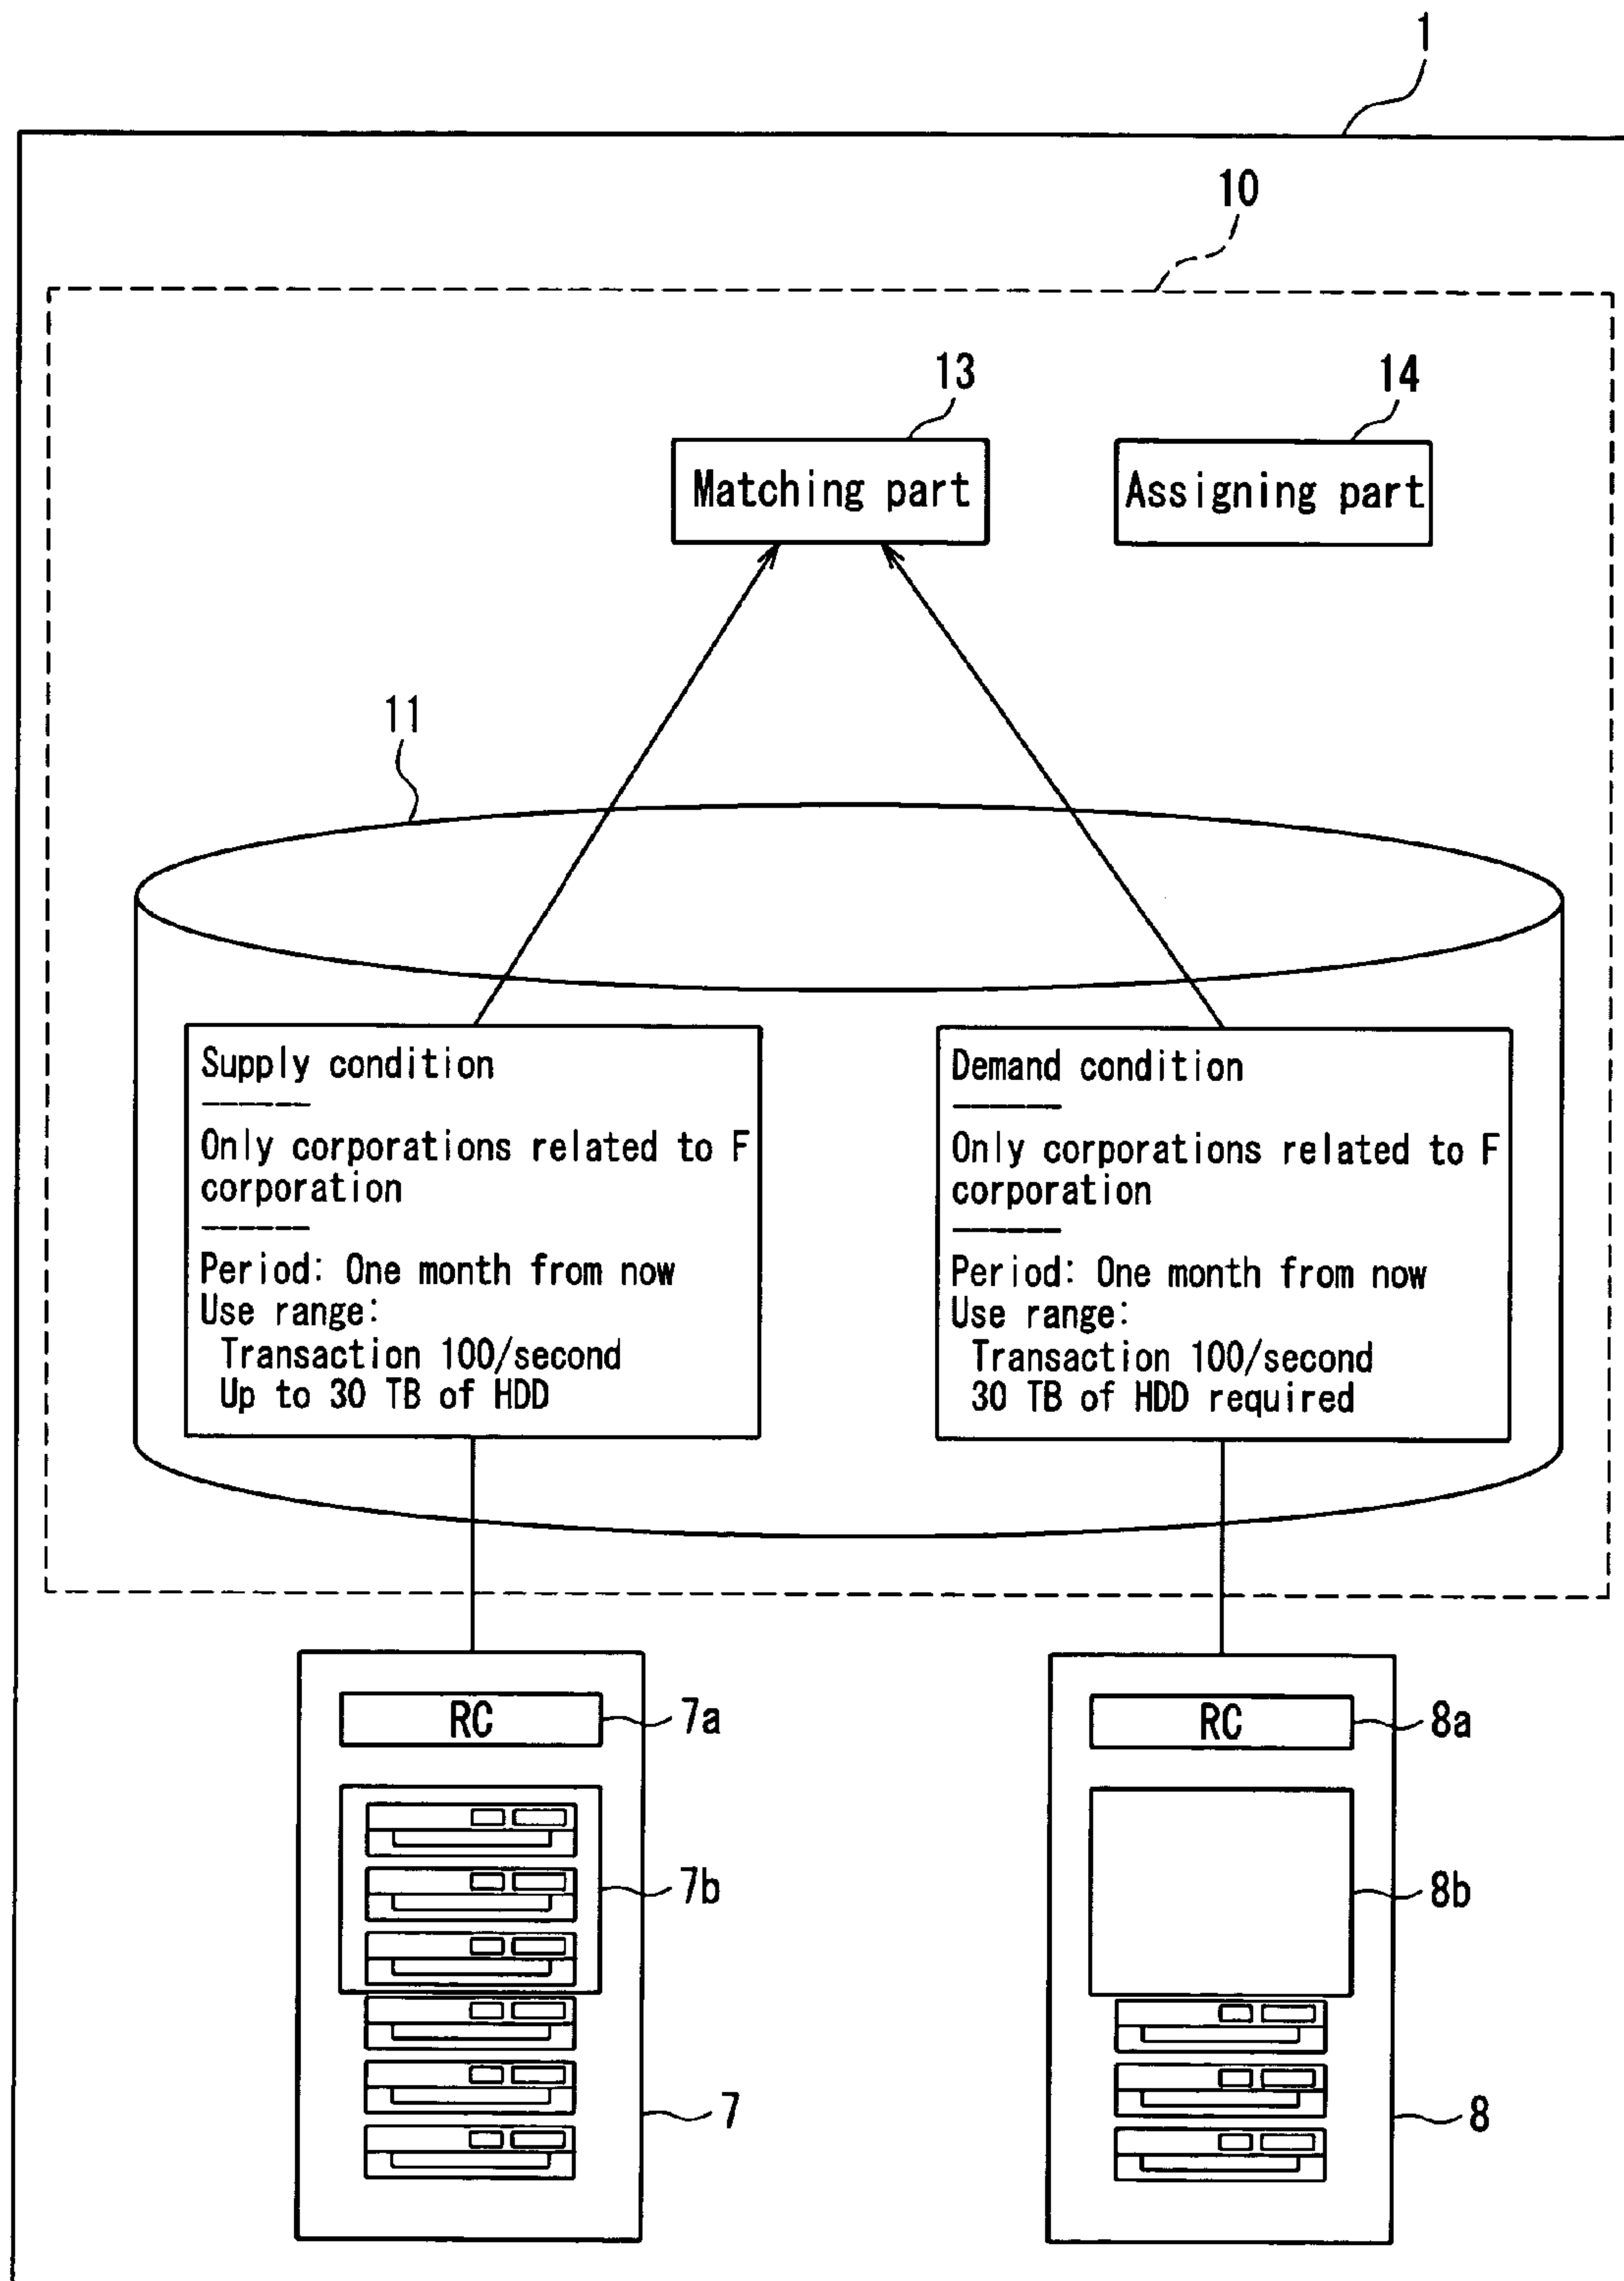 1
10
13
14
Matching part
Assigning part
11
Supply condition
Only corporations related to F
corporation
Period: One month from now
Use range:
Transaction 100/second
Up to 30 TB of HDD
Demand condition
Only corporations related to F
corporation
Period: One month from now
Use range:
Transaction 100/second
30 TB of HDD required
RC
7a
7b
7
RC
8a
8b
8